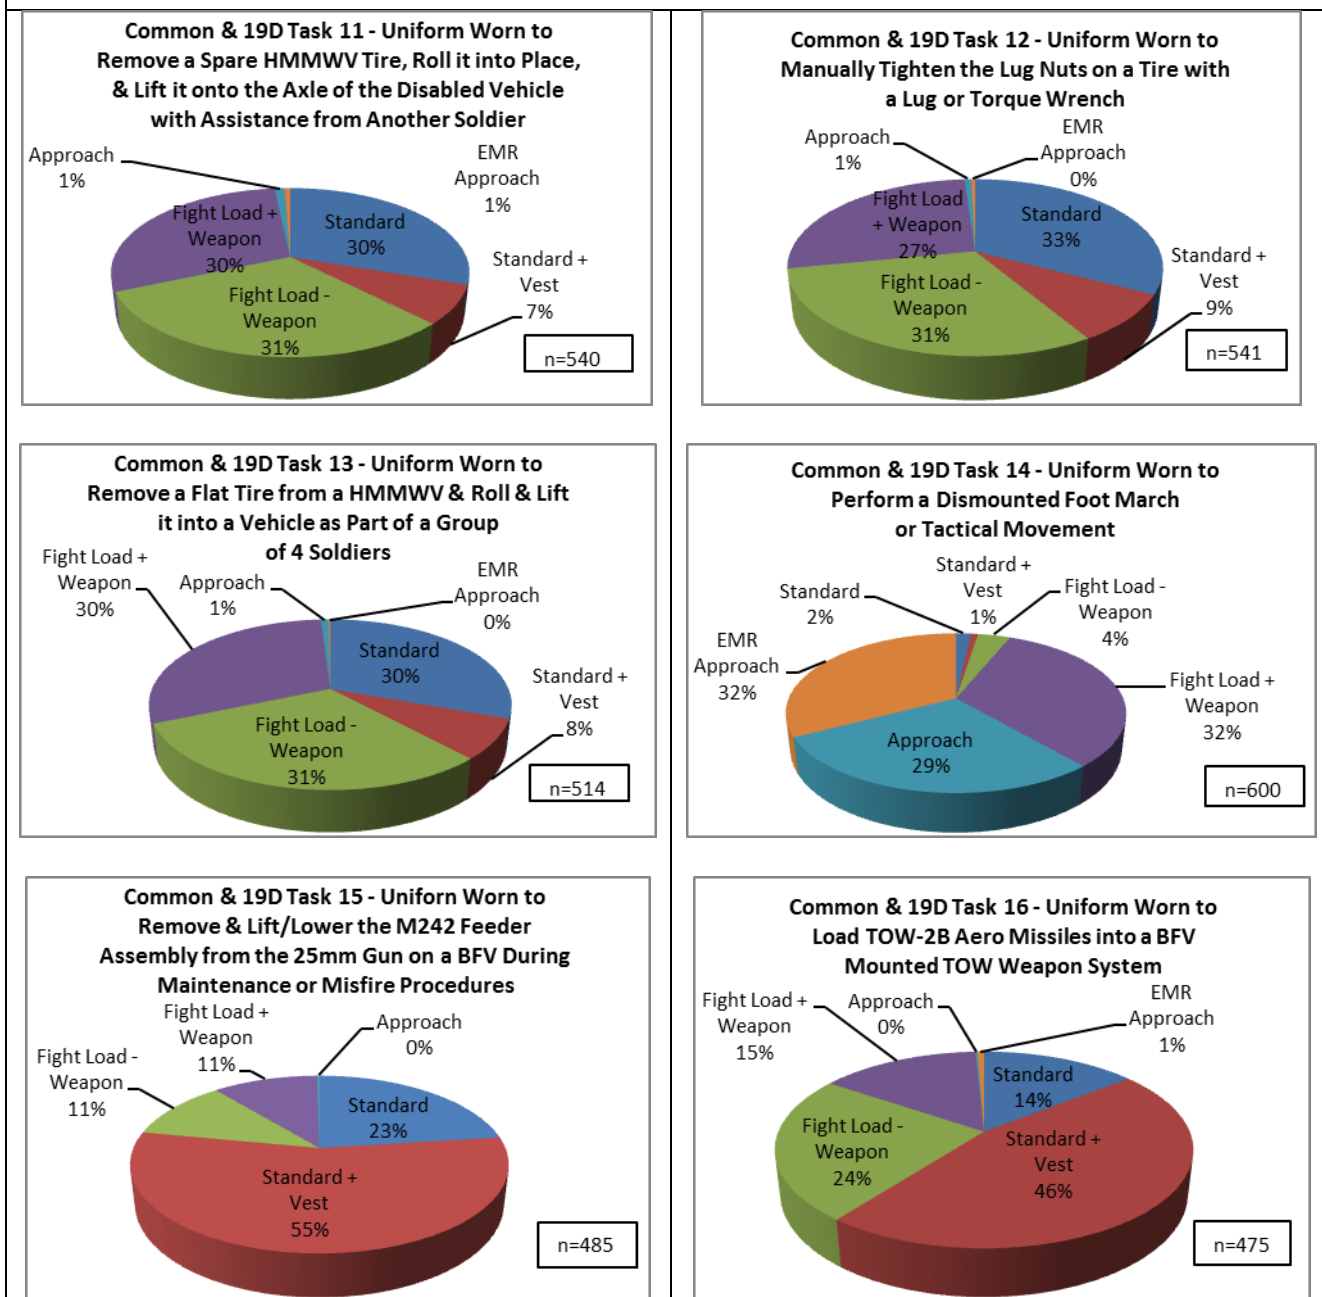 Common & 19D Task 11 - Uniform Worn to
Remove a Spare HMMWV Tire, Roll it into Place,
& Lift it onto the Axle of the Disabled Vehicle
with Assistance from Another Soldier
Approach
1%
EMR
Approach
1%
Fight Load +
Weapon
30%
Standard
30%
Standard +
Vest
7%
Fight Load -
Weapon
31%
n=540
Common & 19D Task 12 - Uniform Worn to
Manually Tighten the Lug Nuts on a Tire with
a Lug or Torque Wrench
Approach
1%
EMR
Approach
0%
Fight Load
+ Weapon
27%
Standard
33%
Standard +
Vest
9%
Fight Load -
Weapon
31%
n=541
Common & 19D Task 13 - Uniform Worn to
Remove a Flat Tire from a HMMWV & Roll & Lift
it into a Vehicle as Part of a Group
of 4 Soldiers
Fight Load +
Weapon
30%
Approach
1%
EMR
Approach
0%
Standard
30%
Standard +
Vest
8%
Fight Load -
Weapon
31%
n=514
Common & 19D Task 14 - Uniform Worn to
Perform a Dismounted Foot March
or Tactical Movement
Standard
2%
Standard +
Vest
1%
Fight Load -
Weapon
4%
EMR
Approach
32%
Fight Load +
Weapon
32%
Approach
29%
n=600
Common & 19D Task 15 - Uniforn Worn to
Remove & Lift/Lower the M242 Feeder
Assembly from the 25mm Gun on a BFV During
Maintenance or Misfire Procedures
Fight Load +
Weapon
11%
Approach
0%
Fight Load -
Weapon
11%
Standard
23%
Standard +
Vest
55%
n=485
Common & 19D Task 16 - Uniform Worn to
Load TOW-2B Aero Missiles into a BFV
Mounted TOW Weapon System
Fight Load +
Weapon
15%
Approach
0%
EMR
Approach
1%
Standard
14%
Fight Load -
Weapon
24%
Standard +
Vest
46%
n=475